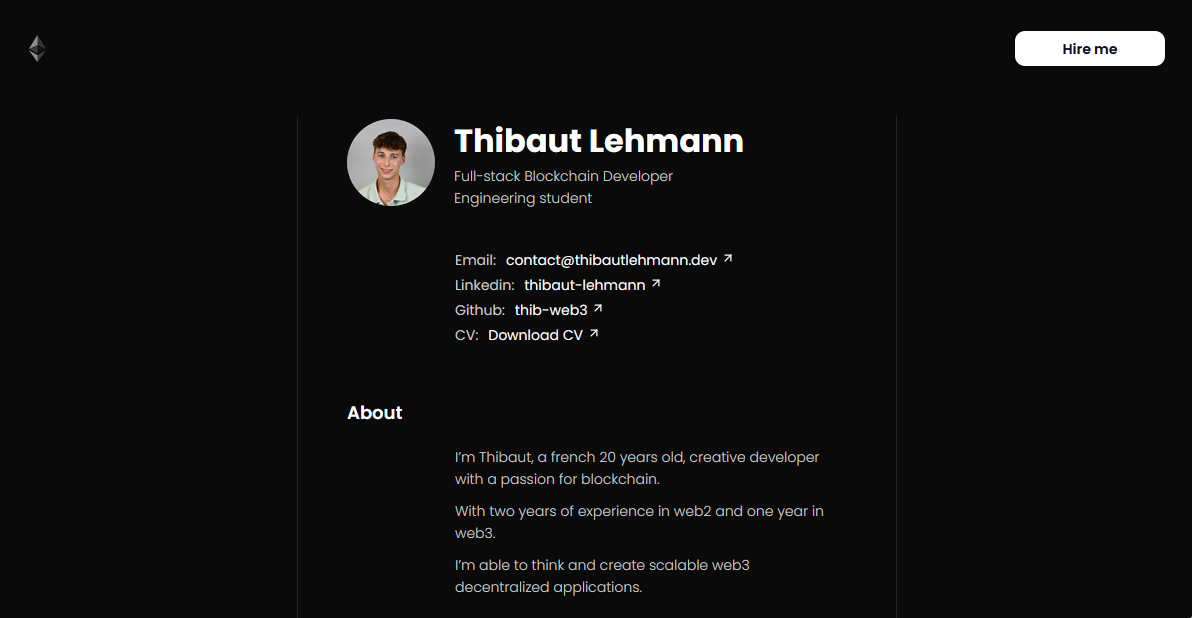 Hire me
Thibaut Lehmann
Full-stack Blockchain Developer
Engineering student
Email: contact@thibautlehmann.dev
Linkedin: thibaut-lehmann
Github: thib-web3
CV: Download CV
About
I'm Thibaut, a french 20 years old, creative developer
with a passion for blockchain.
With two years of experience in web2 and one year in
web3.
I'm able to think and create scalable web3
decentralized applications.